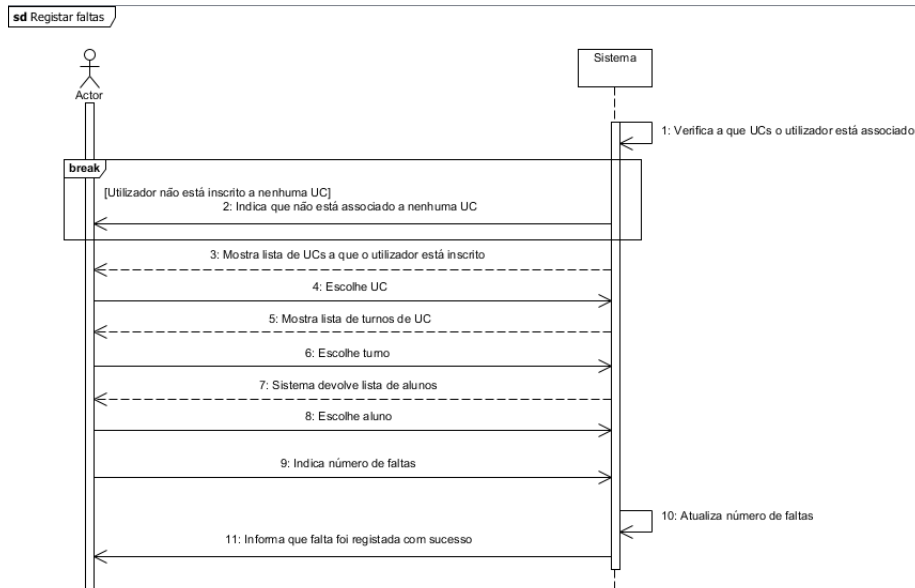 sd Registar faltas
Actor
Sistema
1: Verifica a que UCs o utilizador está associado
break
[Utilizador não está inscrito a nenhuma UC]
2: Indica que não está associado a nenhuma UC
3: Mostra lista de UCs a que o utilizador está inscrito
4: Escolhe UC
5: Mostra lista de turnos de UC
6: Escolhe turno
7: Sistema devolve lista de alunos
8: Escolhe aluno
9: Indica número de faltas
10: Atualiza número de faltas
11: Informa que falta foi registada com sucesso